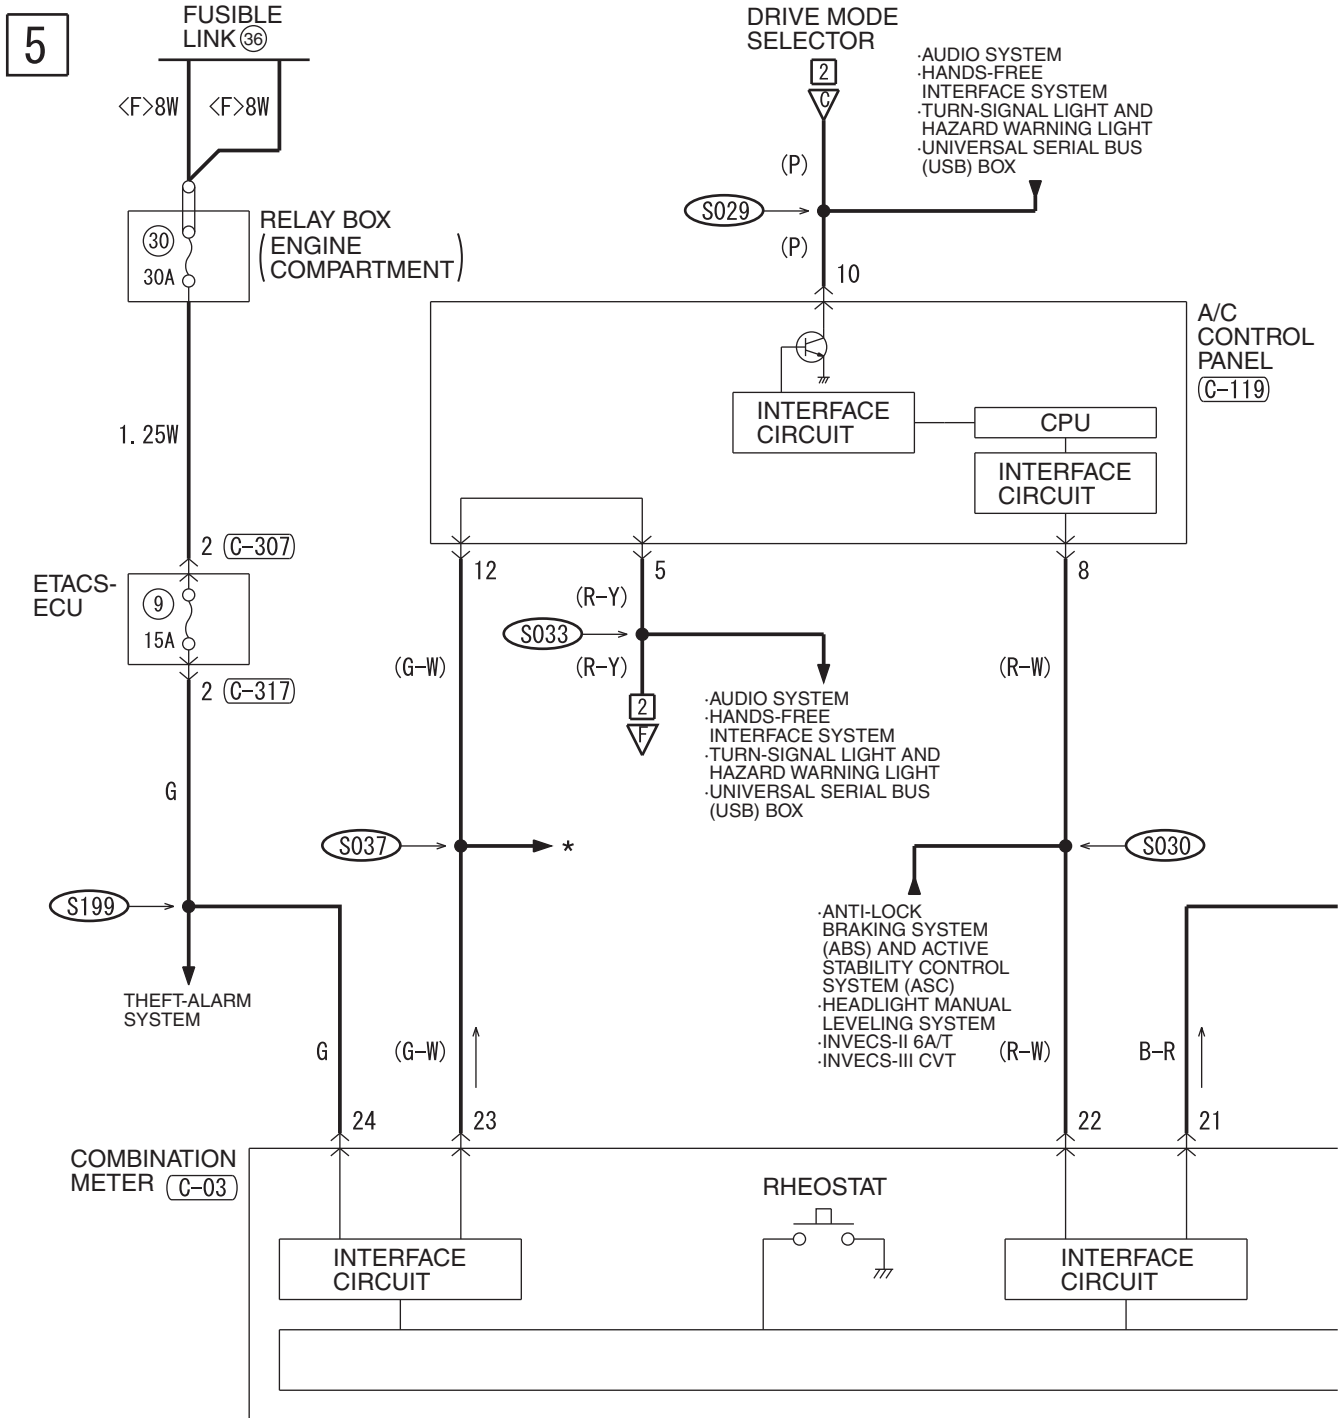 5
FUSIBLE
LINK 36
<F>8W
<F>8W
30
30A
RELAY BOX
(ENGINE
COMPARTMENT)
1.25W
2 C-307
ETACS-
ECU
9
15A
2 C-317
G
S199
THEFT-ALARM
SYSTEM
G
DRIVE MODE
SELECTOR
2
C
(P)
S029
(P)
10
·AUDIO SYSTEM
·HANDS-FREE
INTERFACE SYSTEM
·TURN-SIGNAL LIGHT AND
HAZARD WARNING LIGHT
·UNIVERSAL SERIAL BUS
(USB) BOX
A/C
CONTROL
PANEL
C-119
INTERFACE
CIRCUIT
CPU
INTERFACE
CIRCUIT
12
5
8
(R-Y)
S033
(R-Y)
2
F
(G-W)
(R-W)
·AUDIO SYSTEM
·HANDS-FREE
INTERFACE SYSTEM
·TURN-SIGNAL LIGHT AND
HAZARD WARNING LIGHT
·UNIVERSAL SERIAL BUS
(USB) BOX
S037
*
S030
·ANTI-LOCK
BRAKING SYSTEM
(ABS) AND ACTIVE
STABILITY CONTROL
SYSTEM (ASC)
·HEADLIGHT MANUAL
LEVELING SYSTEM
·INVECS-II 6A/T
·INVECS-III CVT
(G-W)
(R-W)
B-R
24
23
22
21
COMBINATION
METER C-03
RHEOSTAT
INTERFACE
CIRCUIT
INTERFACE
CIRCUIT